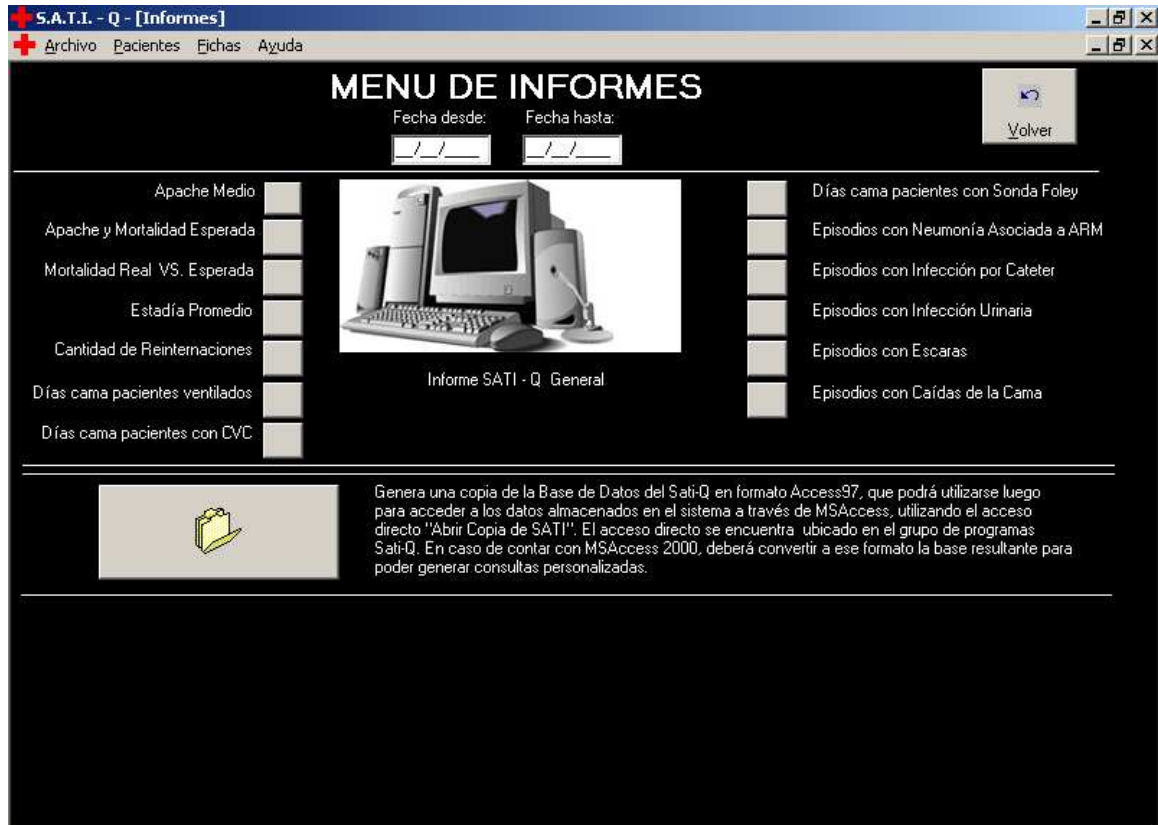 S.A.T.I. - Q - [Informes]
Archivo Pacientes Fichas Ayuda
MENU DE INFORMES
Fecha desde: Fecha hasta:
__/__/____ __/__/____
Volver
Apache Medio
Apache y Mortalidad Esperada
Mortalidad Real VS. Esperada
Estadía Promedio
Cantidad de Reinternaciones
Días cama pacientes ventilados
Días cama pacientes con CVC
Informe SATI - Q General
Días cama pacientes con Sonda Foley
Episodios con Neumonía Asociada a ARM
Episodios con Infección por Cateter
Episodios con Infección Urinaria
Episodios con Escaras
Episodios con Caídas de la Cama
Genera una copia de la Base de Datos del Sati-Q en formato Access97, que podrá utilizarse luego
para acceder a los datos almacenados en el sistema a través de MSAccess, utilizando el acceso
directo "Abrir Copia de SATI". El acceso directo se encuentra ubicado en el grupo de programas
Sati-Q. En caso de contar con MSAccess 2000, deberá convertir a ese formato la base resultante para
poder generar consultas personalizadas.